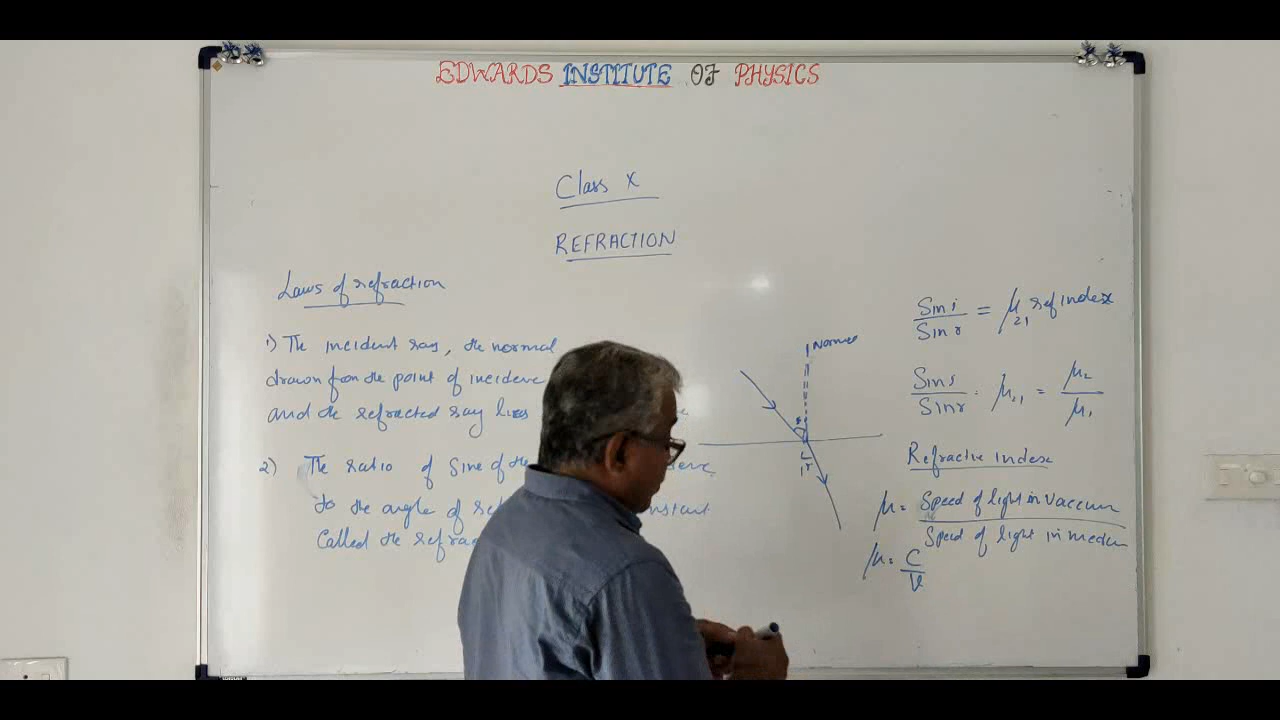 EDWARDS INSTITUTE OF PHYSICS
Class X
REFRACTION
Laws of refraction
1) The incident ray, the normal
drawn from the point of incidence
and the refracted ray lies
2) The ratio of Sine of the
to the angle of
Called the
Normal
i
r
Sin i / Sin r = μ21 ref index
Sin i / Sin r = μ21 = μ2 / μ1
Refractive index
μ = Speed of light in vaccum
Speed of light in medium
μ = C / V